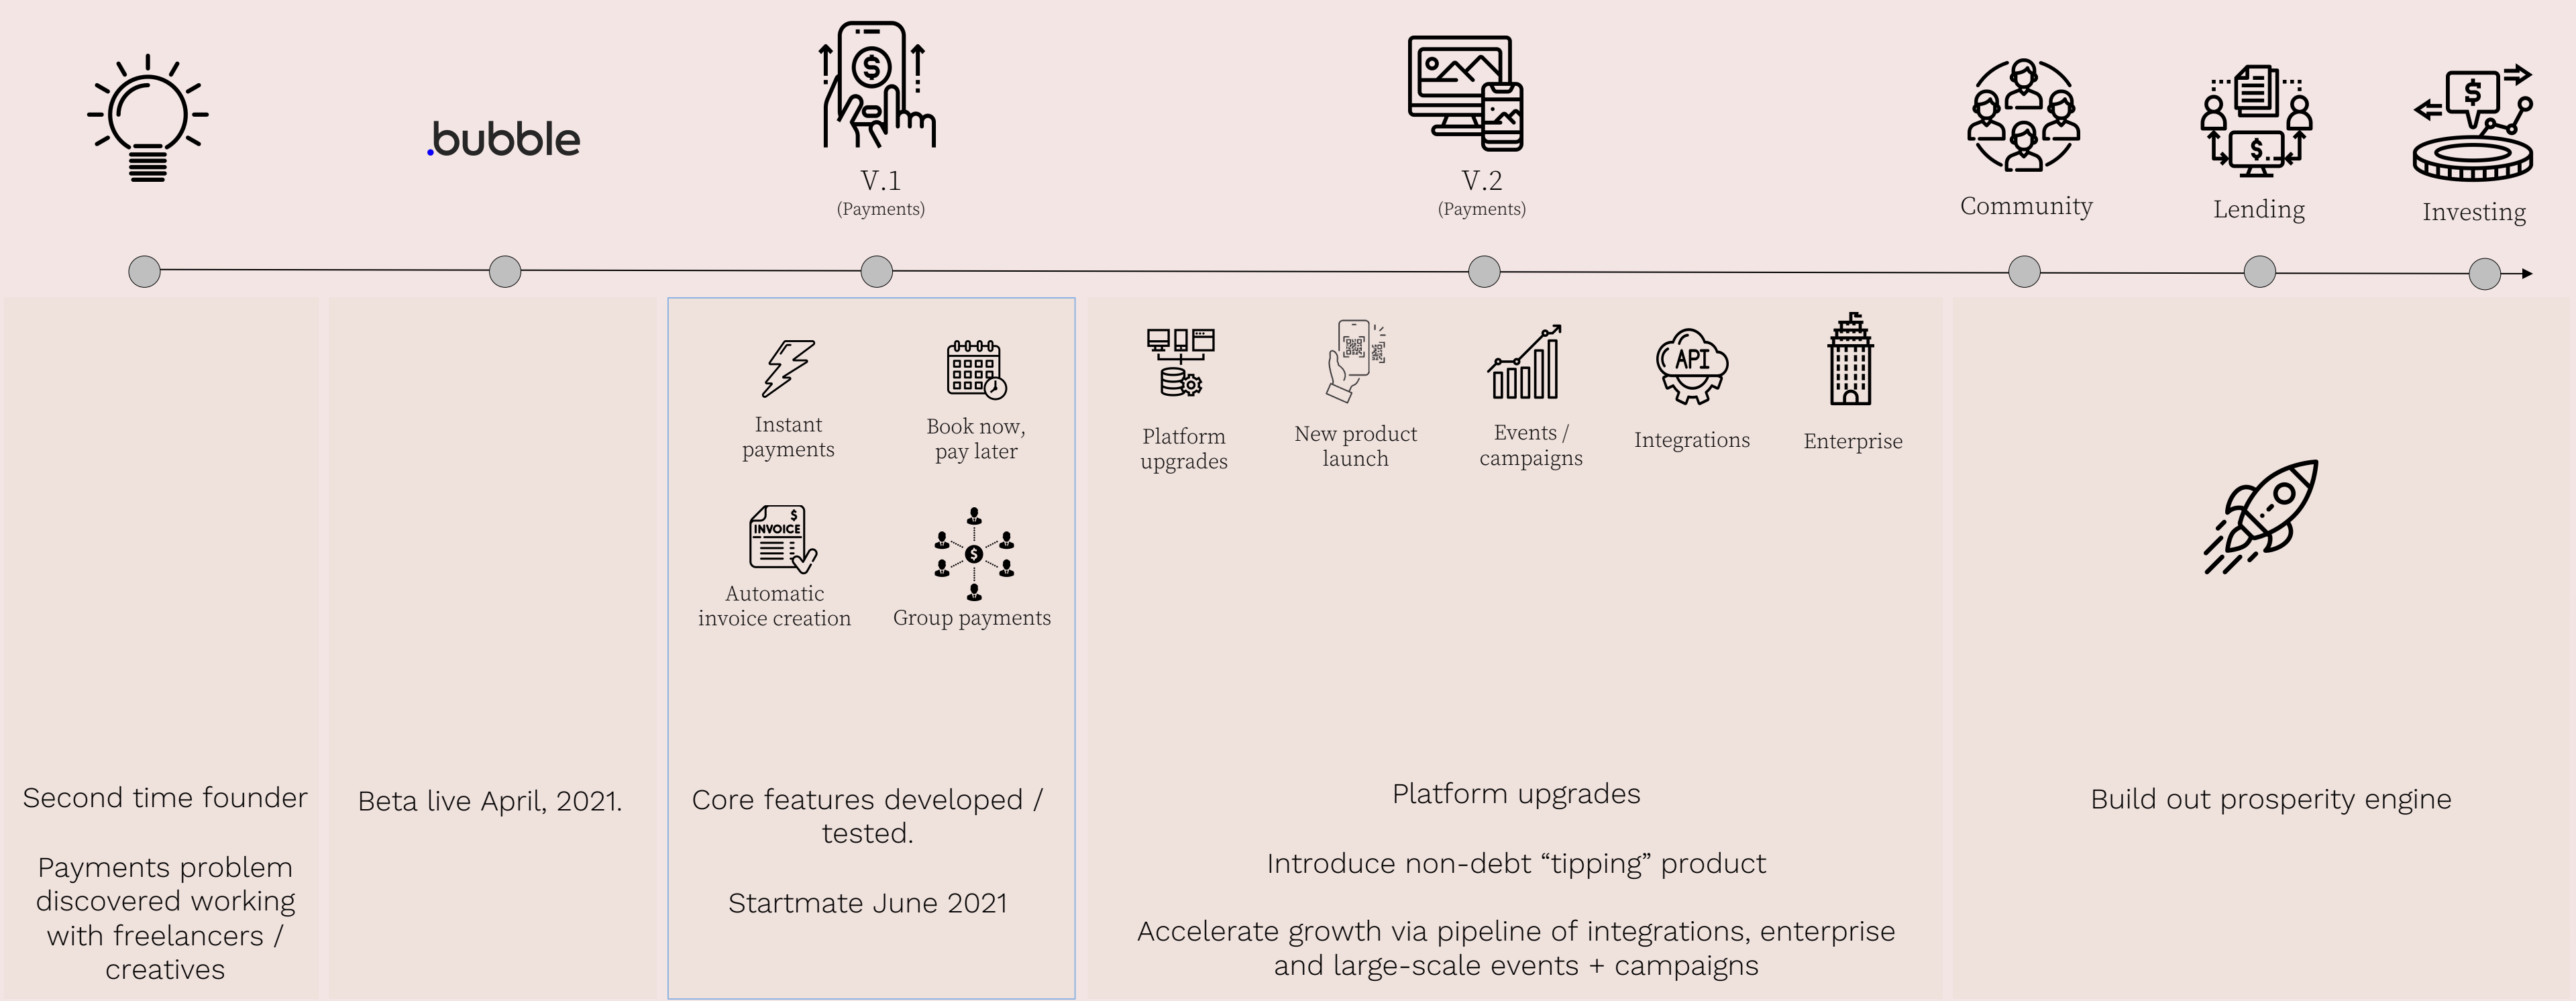 .bubble
V.1
(Payments)
V.2
(Payments)
Community
Lending
Investing
Instant
payments
Book now,
pay later
$
INVOICE
Automatic
invoice creation
$
Group payments
Platform
upgrades
New product
launch
Events /
campaigns
API
Integrations
Enterprise
Second time founder
Payments problem
discovered working
with freelancers /
creatives
Beta live April, 2021.
Core features developed /
tested.
Startmate June 2021
Platform upgrades
Introduce non-debt “tipping” product
Accelerate growth via pipeline of integrations, enterprise
and large-scale events + campaigns
Build out prosperity engine